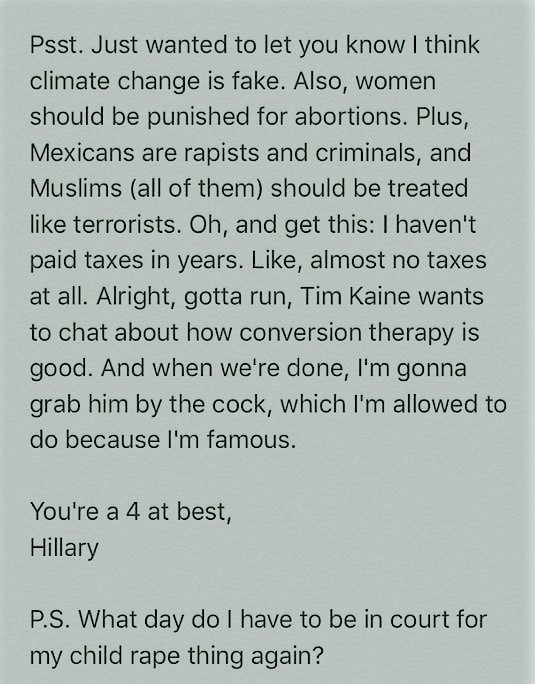 Psst. Just wanted to let you know I think
climate change is fake. Also, women
should be punished for abortions. Plus,
Mexicans are rapists and criminals, and
Muslims (all of them) should be treated
like terrorists. Oh, and get this: I haven't
paid taxes in years. Like, almost no taxes
at all. Alright, gotta run, Tim Kaine wants
to chat about how conversion therapy is
good. And when we're done, I'm gonna
grab him by the cock, which I'm allowed to
do because I'm famous.
You're a 4 at best,
Hillary
P.S. What day do I have to be in court for
my child rape thing again?